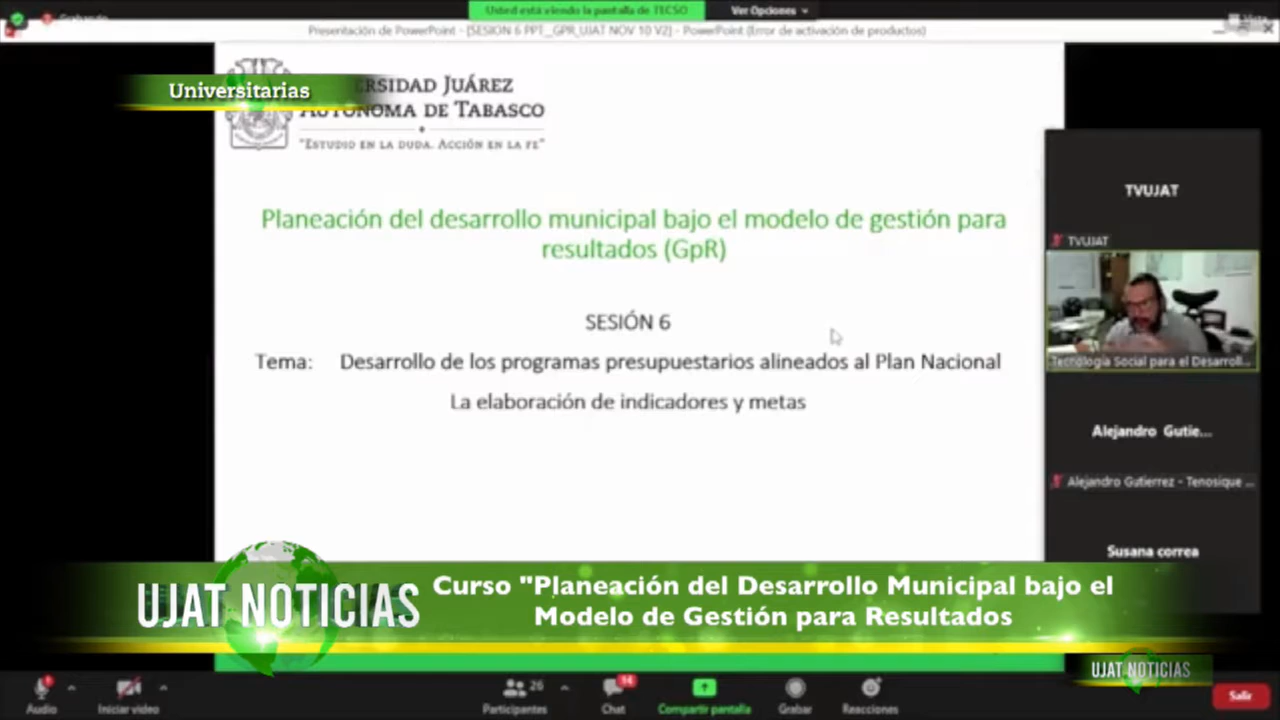 Grabando
Usted está viendo la pantalla de TECSO
Ver Opciones
Vista
Presentación de PowerPoint - [SESION 6 PPT_GPR_UJAT NOV 10 V2] - PowerPoint (Error de activación de productos)
Universitarias
RSIDAD JUÁREZ
AUTÓNOMA DE TABASCO
"ESTUDIO EN LA DUDA. ACCIÓN EN LA FE"
Planeación del desarrollo municipal bajo el modelo de gestión para
resultados (GpR)
SESIÓN 6
Tema: Desarrollo de los programas presupuestarios alineados al Plan Nacional
La elaboración de indicadores y metas
TVUJAT
TVUJAT
Tecnología Social para el Desarroll...
Alejandro Gutie...
Alejandro Gutierrez - Tenosique ...
Susana correa
UJAT NOTICIAS
Curso "Planeación del Desarrollo Municipal bajo el
Modelo de Gestión para Resultados
UJAT NOTICIAS
Audio
Iniciar video
26
Participantes
14
Chat
Compartir pantalla
Grabar
Reacciones
Salir